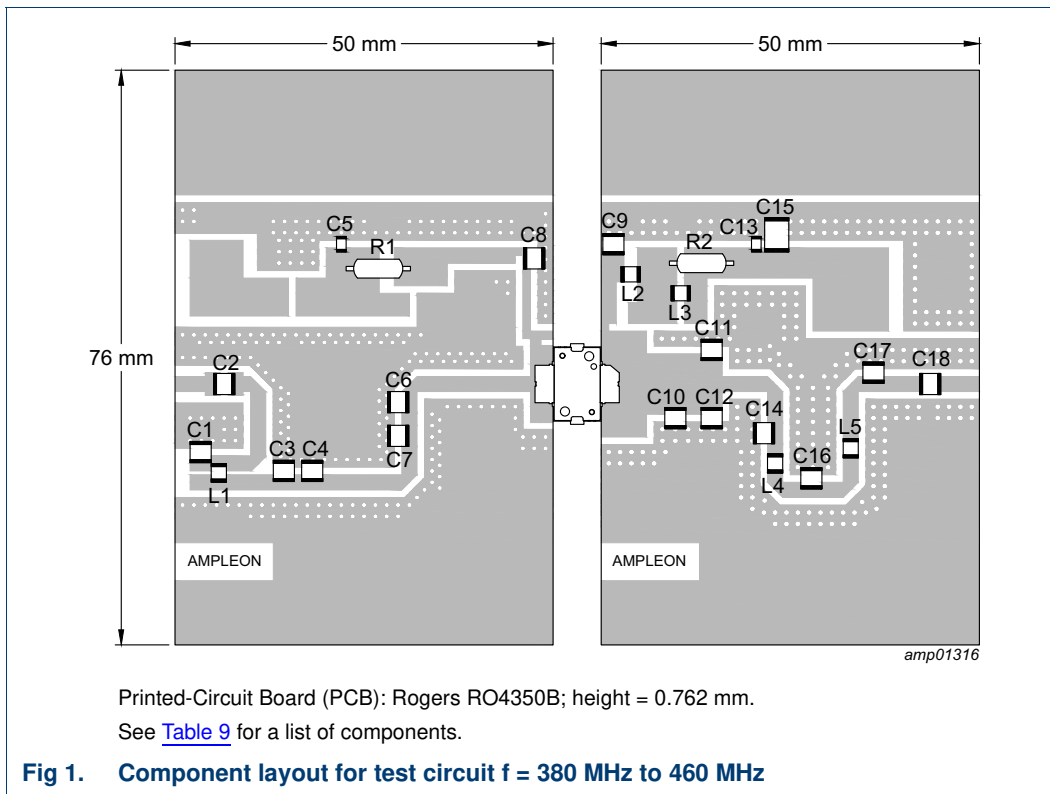 50 mm
50 mm
76 mm
C5
R1
C8
C9
L2
L3
R2
C13
C15
C11
C2
C6
C7
C1
L1
C3
C4
C10
C12
C14
L4
C16
L5
C17
C18
AMPLEON
AMPLEON
amp01316
Printed-Circuit Board (PCB): Rogers RO4350B; height = 0.762 mm.
See Table 9 for a list of components.
Fig 1. Component layout for test circuit f = 380 MHz to 460 MHz